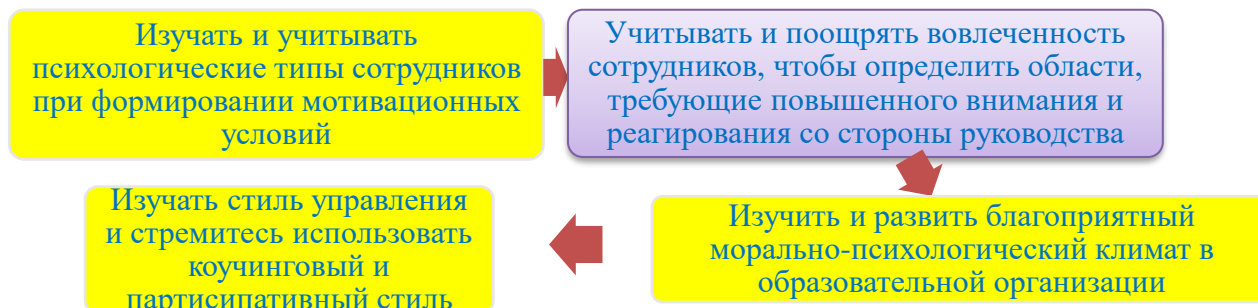 Изучать и учитывать
психологические типы сотрудников
при формировании мотивационных
условий
Учитывать и поощрять вовлеченность
сотрудников, чтобы определить области,
требующие повышенного внимания и
реагирования со стороны руководства
Изучить и развить благоприятный
морально-психологический климат в
образовательной организации
Изучать стиль управления
и стремитесь использовать
коучинговый и
партисипативный стиль